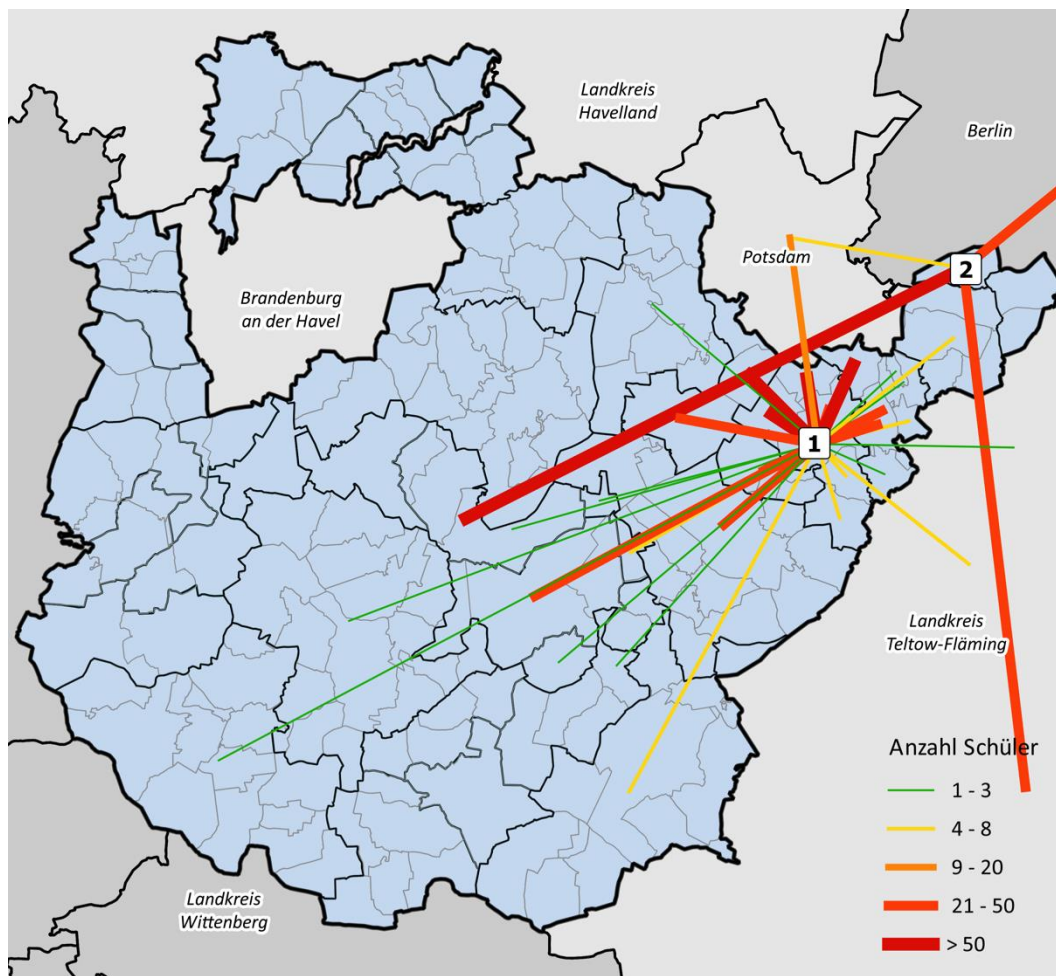 Landkreis
Havelland
Berlin
Potsdam
2
Brandenburg
an der Havel
1
Landkreis
Teltow-Fläming
Anzahl Schüler
1 - 3
4 - 8
9 - 20
21 - 50
> 50
Landkreis
Wittenberg